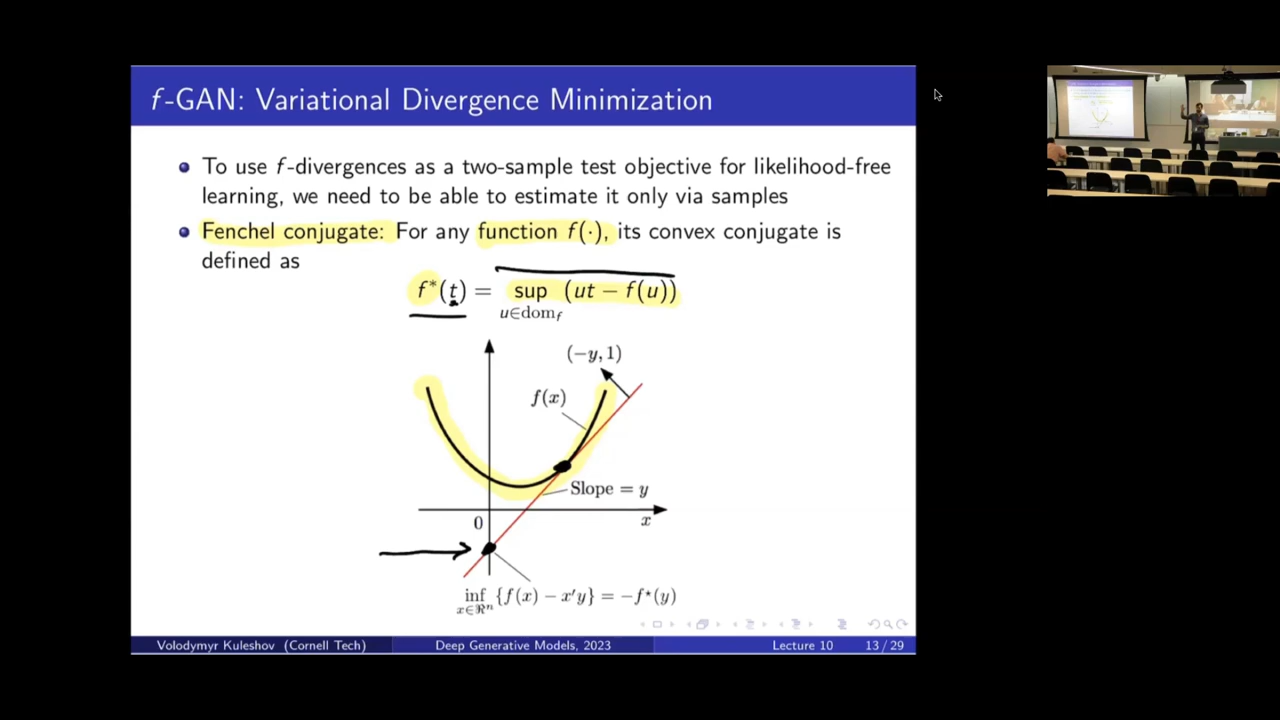 f-GAN: Variational Divergence Minimization
To use f-divergences as a two-sample test objective for likelihood-free
learning, we need to be able to estimate it only via samples
Fenchel conjugate: For any function f(·), its convex conjugate is
defined as
f*(t) = sup (ut − f(u))
u∈dom_f
(−y, 1)
f(x)
Slope = y
0
x
inf {f(x) − x′y} = −f⋆(y)
x∈ℜⁿ
Volodymyr Kuleshov (Cornell Tech) Deep Generative Models, 2023 Lecture 10 13 / 29